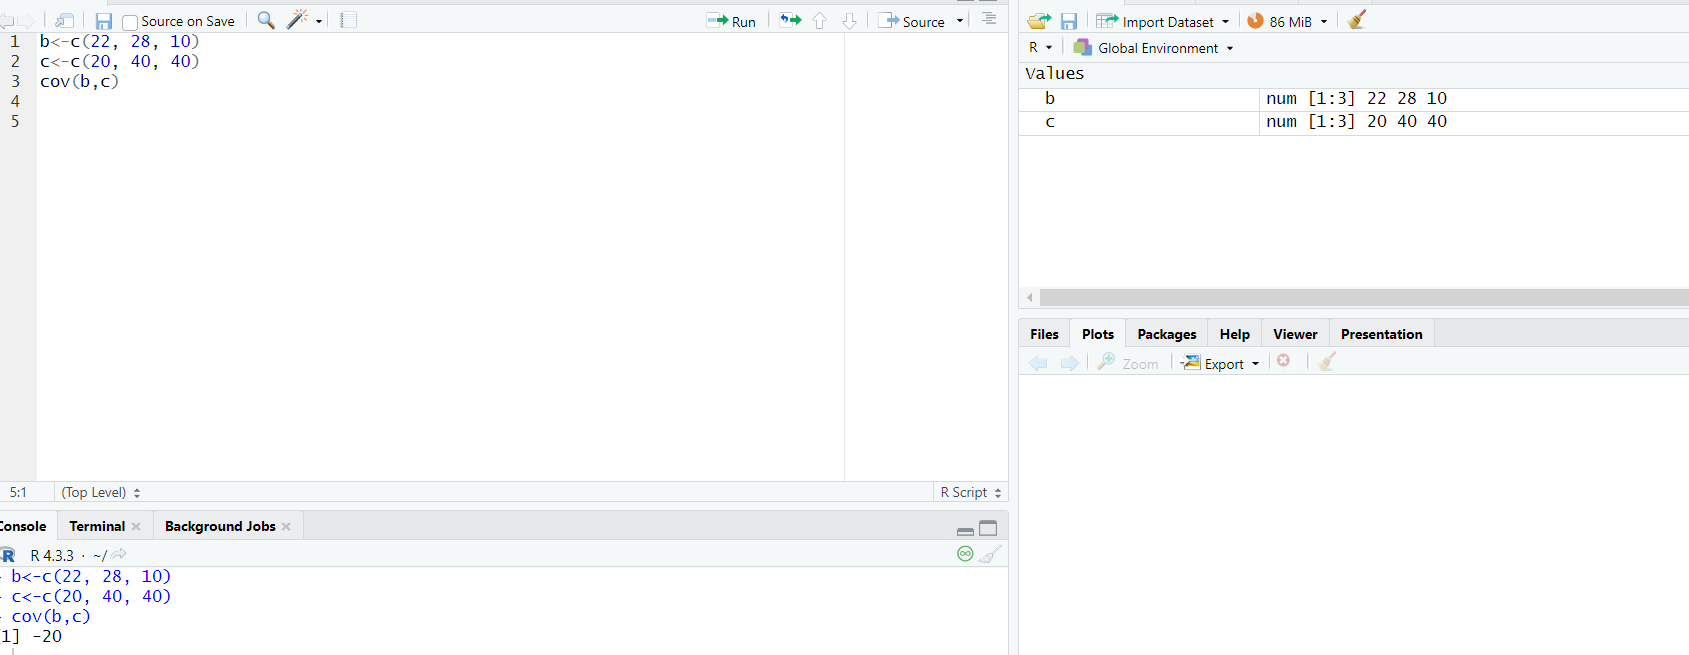 Source on Save
Run
Source
1 b<-c(22, 28, 10)
2 c<-c(20, 40, 40)
3 cov(b,c)
4
5
5:1 (Top Level) R Script
Console Terminal Background Jobs
R R 4.3.3 · ~/
b<-c(22, 28, 10)
c<-c(20, 40, 40)
cov(b,c)
1] -20
Import Dataset 86 MiB
R Global Environment
Values
b num [1:3] 22 28 10
c num [1:3] 20 40 40
Files Plots Packages Help Viewer Presentation
Zoom Export